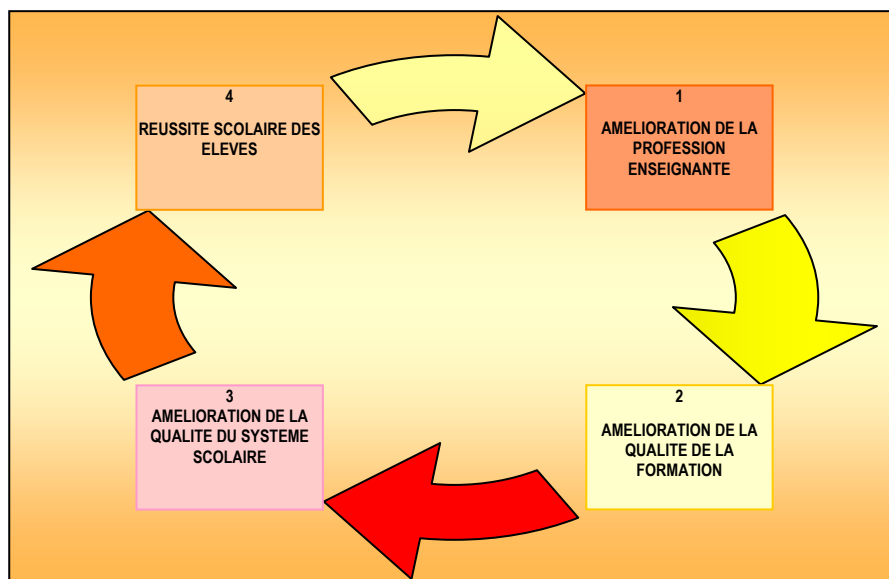 4
REUSSITE SCOLAIRE DES
ELEVES
1
AMELIORATION DE LA
PROFESSION
ENSEIGNANTE
3
AMELIORATION DE LA
QUALITE DU SYSTEME
SCOLAIRE
2
AMELIORATION DE LA
QUALITE DE LA
FORMATION